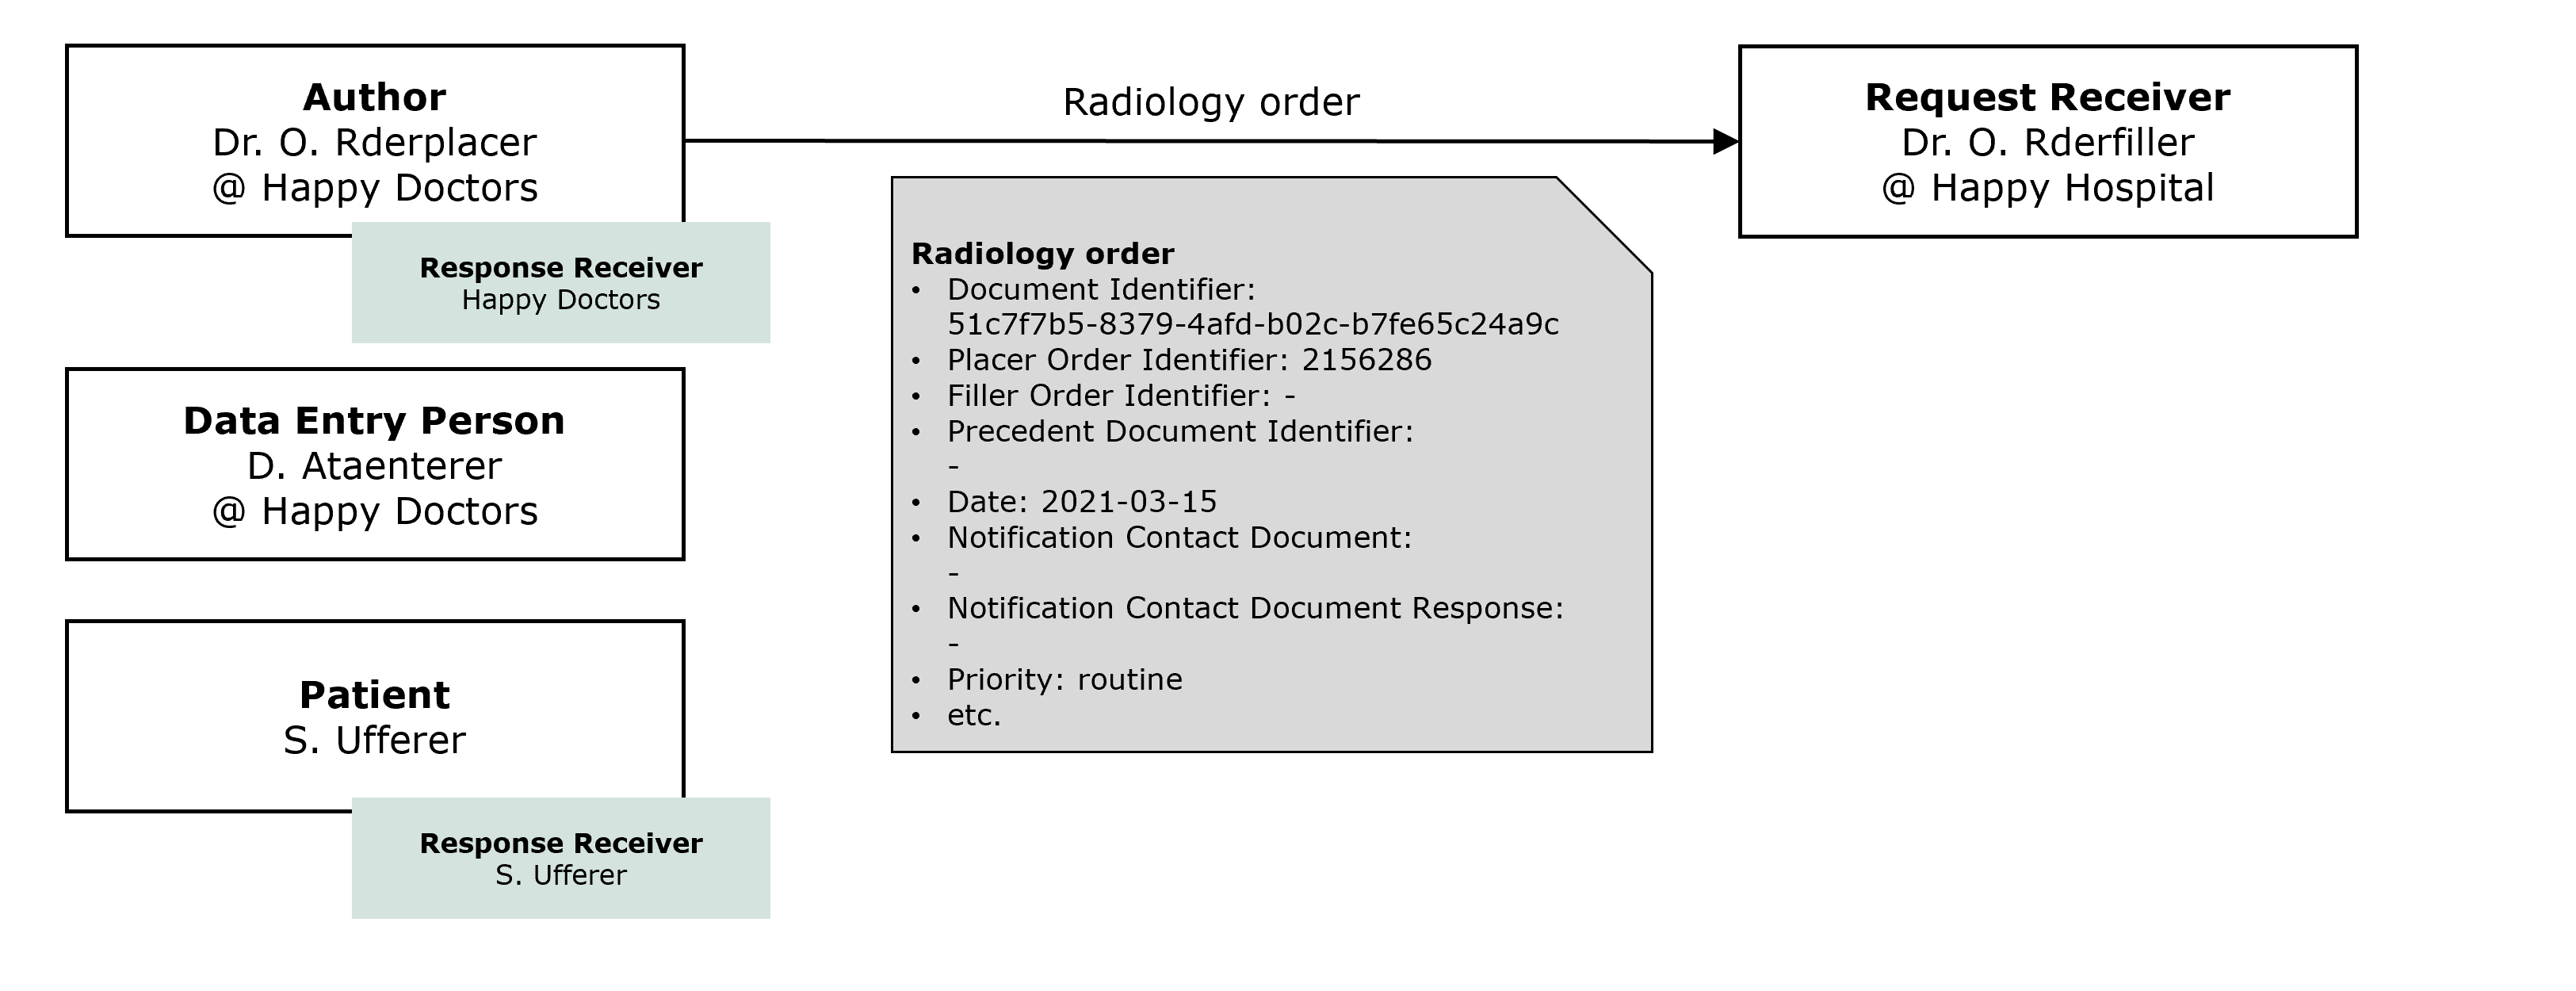 Author
Dr. O. Rderplacer
@ Happy Doctors
Response Receiver
Happy Doctors
Data Entry Person
D. Ataenterer
@ Happy Doctors
Patient
S. Ufferer
Response Receiver
S. Ufferer
Radiology order
Radiology order
• Document Identifier:
51c7f7b5-8379-4afd-b02c-b7fe65c24a9c
• Placer Order Identifier: 2156286
• Filler Order Identifier: -
• Precedent Document Identifier:
-
• Date: 2021-03-15
• Notification Contact Document:
-
• Notification Contact Document Response:
-
• Priority: routine
• etc.
Request Receiver
Dr. O. Rderfiller
@ Happy Hospital